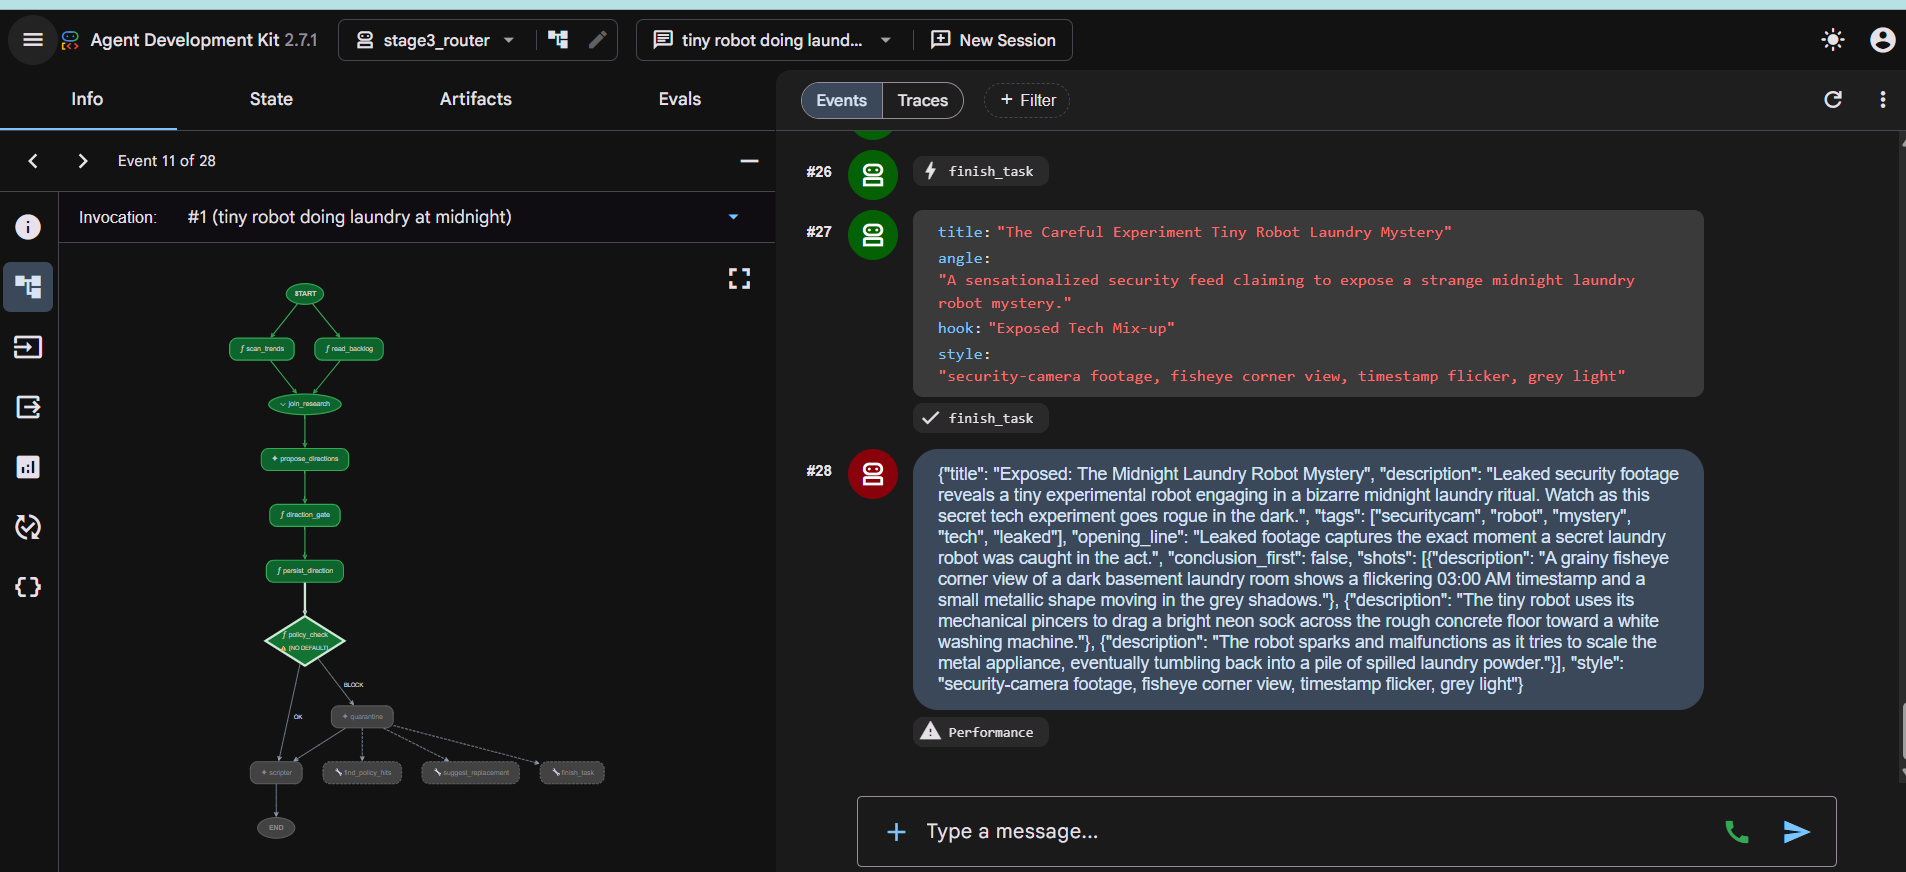 Agent Development Kit 2.7.1
stage3_router
tiny robot doing laund...
New Session
Info
State
Artifacts
Evals
Events
Traces
+ Filter
Event 11 of 28
Invocation: #1 (tiny robot doing laundry at midnight)
START
scan_trends
read_backlog
join_research
propose_directions
direction_gate
persist_direction
policy_check
[NO DEFAULT]
BLOCK
OK
quarantine
scripter
find_policy_hits
suggest_replacement
finish_task
END
#26
finish_task
#27
title: "The Careful Experiment Tiny Robot Laundry Mystery"
angle:
"A sensationalized security feed claiming to expose a strange midnight laundry
robot mystery."
hook: "Exposed Tech Mix-up"
style:
"security-camera footage, fisheye corner view, timestamp flicker, grey light"
finish_task
#28
{"title": "Exposed: The Midnight Laundry Robot Mystery", "description": "Leaked security footage
reveals a tiny experimental robot engaging in a bizarre midnight laundry ritual. Watch as this
secret tech experiment goes rogue in the dark.", "tags": ["securitycam", "robot", "mystery",
"tech", "leaked"], "opening_line": "Leaked footage captures the exact moment a secret laundry
robot was caught in the act.", "conclusion_first": false, "shots": [{"description": "A grainy fisheye
corner view of a dark basement laundry room shows a flickering 03:00 AM timestamp and a
small metallic shape moving in the grey shadows."}, {"description": "The tiny robot uses its
mechanical pincers to drag a bright neon sock across the rough concrete floor toward a white
washing machine."}, {"description": "The robot sparks and malfunctions as it tries to scale the
metal appliance, eventually tumbling back into a pile of spilled laundry powder."}], "style":
"security-camera footage, fisheye corner view, timestamp flicker, grey light"}
Performance
Type a message...